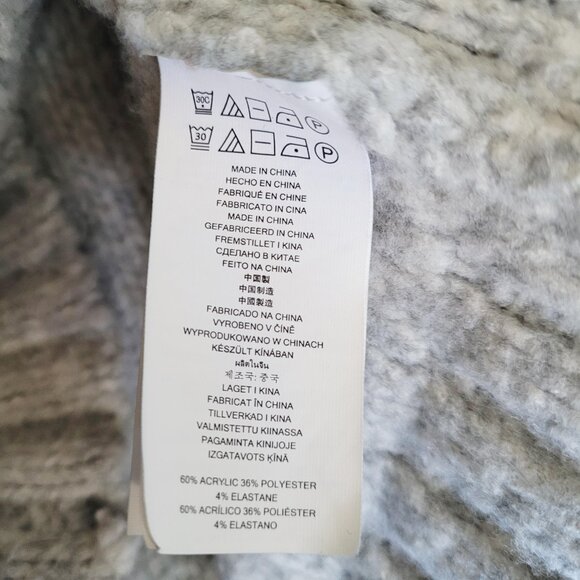 30C P
30 P
MADE IN CHINA
HECHO EN CHINA
FABRIQUÉ EN CHINE
FABBRICATO IN CINA
MADE IN CHINA
GEFABRICEERD IN CHINA
FREMSTILLET I KINA
СДЕЛАНО В КИТАЕ
FEITO NA CHINA
中国製
中国制造
中國製造
FABRICADO NA CHINA
VYROBENO V ČÍNĚ
WYPRODUKOWANO W CHINACH
KÉSZÜLT KÍNÁBAN
ผลิตในจีน
제조국: 중국
LAGET I KINA
FABRICAT ÎN CHINA
TILLVERKAD I KINA
VALMISTETTU KIINASSA
PAGAMINTA KINIJOJE
IZGATAVOTS ĶĪNĀ
60% ACRYLIC 36% POLYESTER
4% ELASTANE
60% ACRÍLICO 36% POLIÉSTER
4% ELASTANO